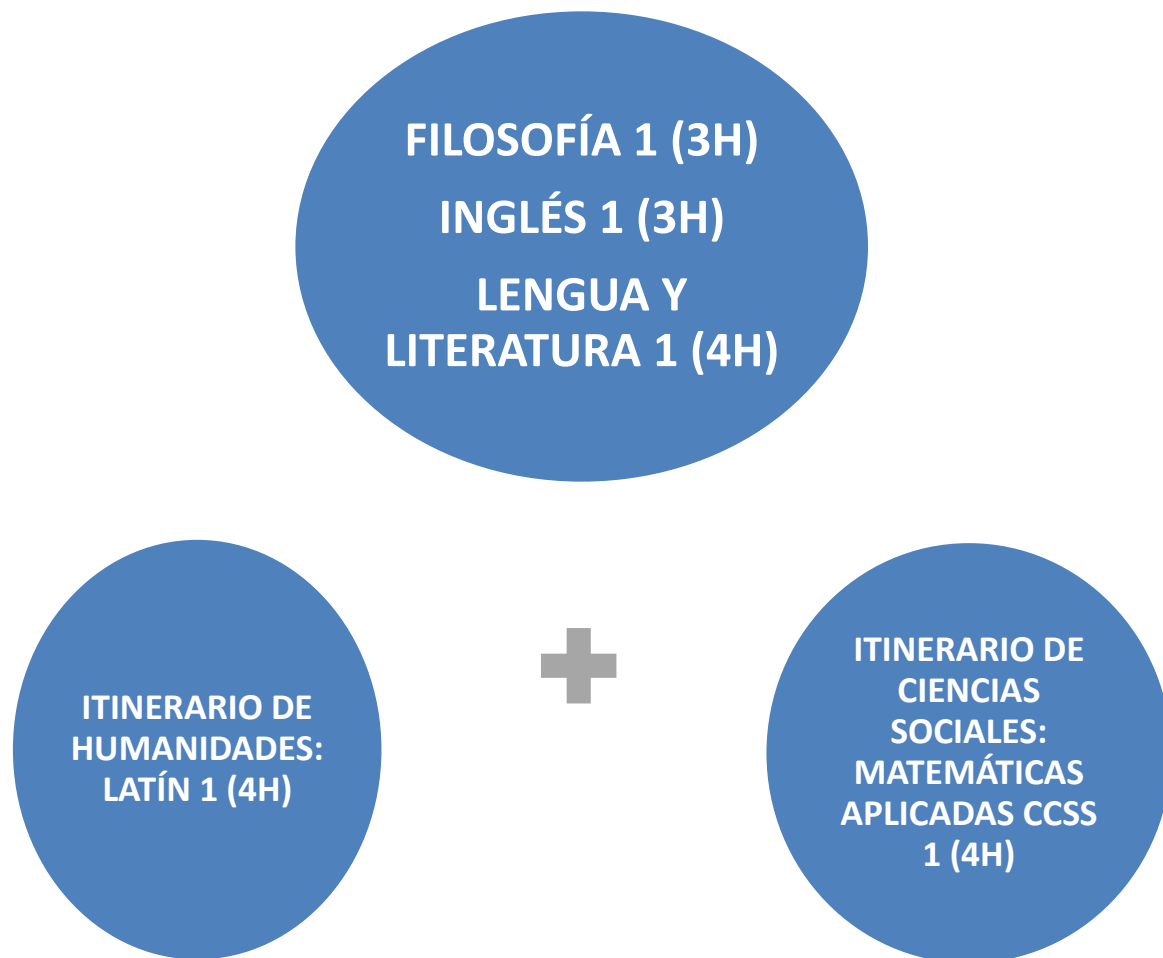 FILOSOFÍA 1 (3H)
INGLÉS 1 (3H)
LENGUA Y
LITERATURA 1 (4H)
ITINERARIO DE
HUMANIDADES:
LATÍN 1 (4H)
ITINERARIO DE
CIENCIAS
SOCIALES:
MATEMÁTICAS
APLICADAS CCSS
1 (4H)